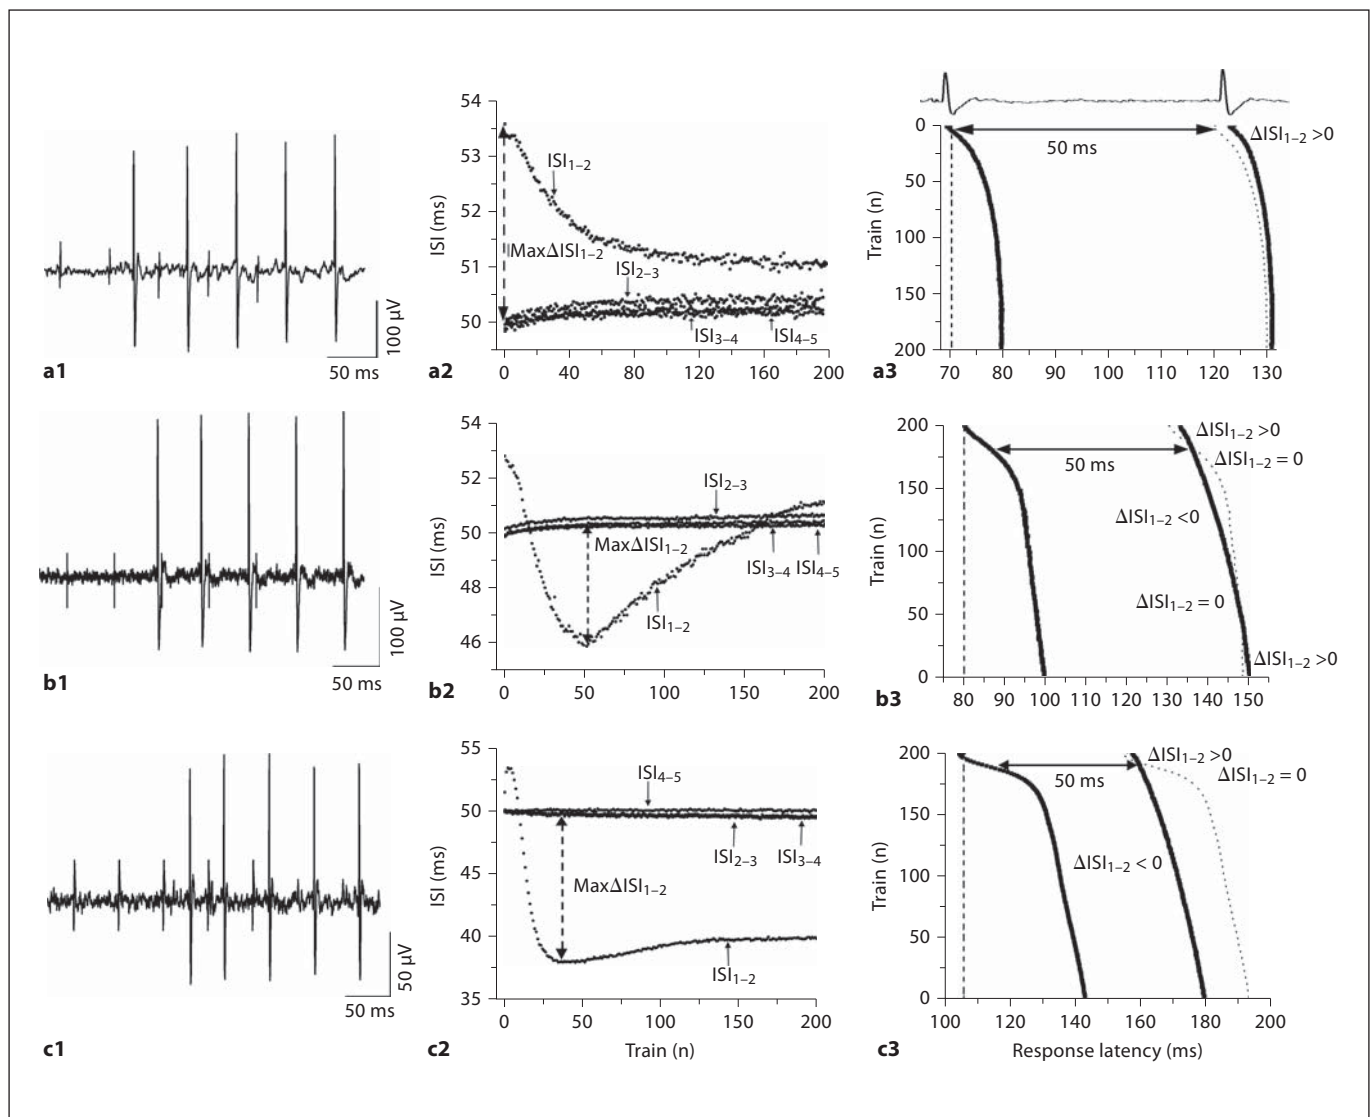 100 µV
50 ms
a1
54
53
52
51
50
ISI (ms)
ISI1–2
MaxΔISI1–2
ISI2–3
ISI3–4
ISI4–5
0
40
80
120
160
200
a2
0
50
100
150
200
Train (n)
50 ms
ΔISI1–2 >0
70
80
90
100
110
120
130
a3
100 µV
50 ms
b1
54
52
50
48
46
ISI (ms)
ISI2–3
MaxΔISI1–2
ISI3–4
ISI4–5
ISI1–2
0
50
100
150
200
b2
200
150
100
50
0
Train (n)
ΔISI1–2 >0
50 ms
ΔISI1–2 = 0
ΔISI1–2 <0
ΔISI1–2 = 0
ΔISI1–2 >0
80
90
100
110
120
130
140
150
b3
50 µV
50 ms
c1
55
50
45
40
35
ISI (ms)
ISI4–5
ISI2–3
ISI3–4
MaxΔISI1–2
ISI1–2
0
50
100
150
200
Train (n)
c2
200
150
100
50
0
Train (n)
ΔISI1–2 >0
50 ms
ΔISI1–2 = 0
ΔISI1–2 < 0
100
120
140
160
180
200
Response latency (ms)
c3